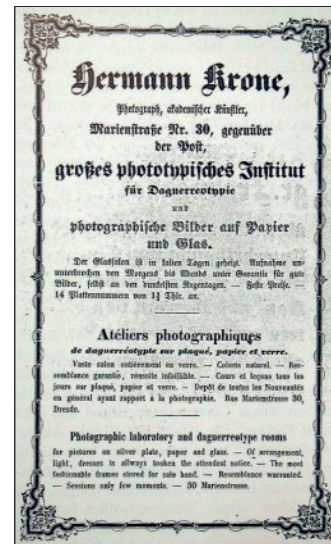 Hermann Krone,
Photograph, akademischer Künstler,
Marienstraße Nr. 30, gegenüber
der Post,
großes phototypisches Institut
für Daguerreotypie
und
photographische Bilder auf Papier
und Glas.
Der Glassalon ist in kalten Tagen geheizt. Aufnahme un-
unterbrochen von Morgens bis Abends unter Garantie für gute
Bilder, selbst an den dunkelsten Regentagen. — Feste Preise. —
14 Plattennummern von 1⅓ Thlr. an.
Atéliers photographiques
de daguerréotypie sur plaqué, papier et verre.
Vaste salon entièrement en verre. — Coloris naturel. — Res-
semblance garantie, réussite infaillible. — Cours et leçons tous les
jours sur plaqué, papier et verre. — Depôt de toutes les Nouveautés
en général ayant rapport à la photographie. Rue Marienstrasse 30,
Dresde.
Photographic laboratory and daguerreotype rooms
for pictures on silver plate, paper and glass. — Of arrangement,
light, dresses is allways tooken the attendest notice. — The most
fashionable frames stored for sale hand. — Resemblance warranted.
— Sessions only few moments. — 30 Marienstrasse.